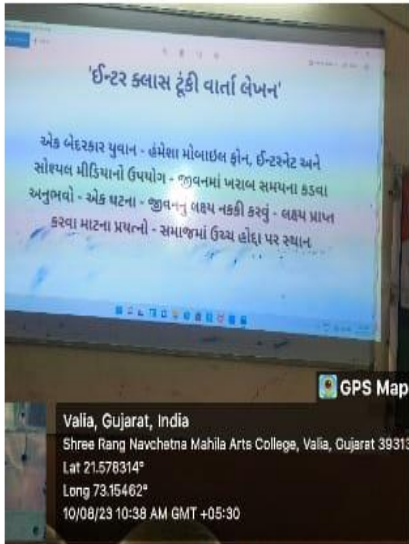 'ઈન્ટર ક્લાસ ટૂંકી વાર્તા લેખન'
એક બેદરકાર યુવાન - હંમેશા મોબાઇલ ફોન, ઈન્ટરનેટ અને
સોશ્યલ મીડિયાનો ઉપયોગ - જીવનમાં ખરાબ સમયના કડવા
અનુભવો - એક ઘટના - જીવનનુ લક્ષ્ય નક્કી કરવું - લક્ષ્ય પ્રાપ્ત
કરવા માટના પ્રયત્નો - સમાજમાં ઉચ્ચ હોદ્દા પર સ્થાન
GPS Map
Valia, Gujarat, India
Shree Rang Navchetna Mahila Arts College, Valia, Gujarat 39313
Lat 21.578314°
Long 73.15462°
10/08/23 10:38 AM GMT +05:30